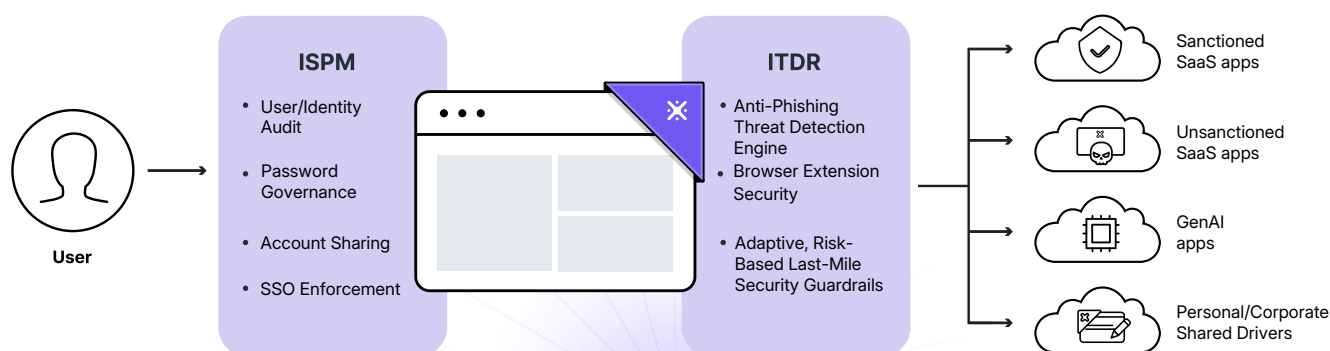 User
ISPM
• User/Identity
Audit
• Password
Governance
• Account Sharing
• SSO Enforcement
ITDR
• Anti-Phishing
Threat Detection
Engine
• Browser Extension
Security
• Adaptive, Risk-
Based Last-Mile
Security Guardrails
Sanctioned
SaaS apps
Unsanctioned
SaaS apps
GenAI
apps
Personal/Corporate
Shared Drivers